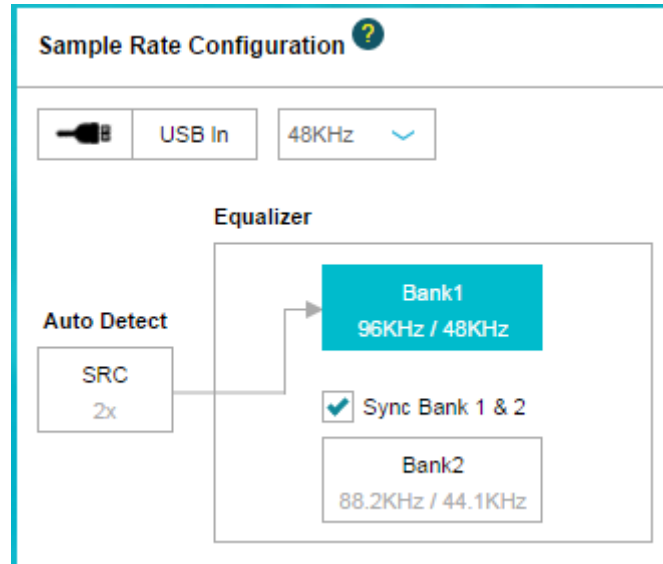 Sample Rate Configuration ?
USB In
48KHz
Equalizer
Bank1
96KHz / 48KHz
Auto Detect
SRC
2x
Sync Bank 1 & 2
Bank2
88.2KHz / 44.1KHz